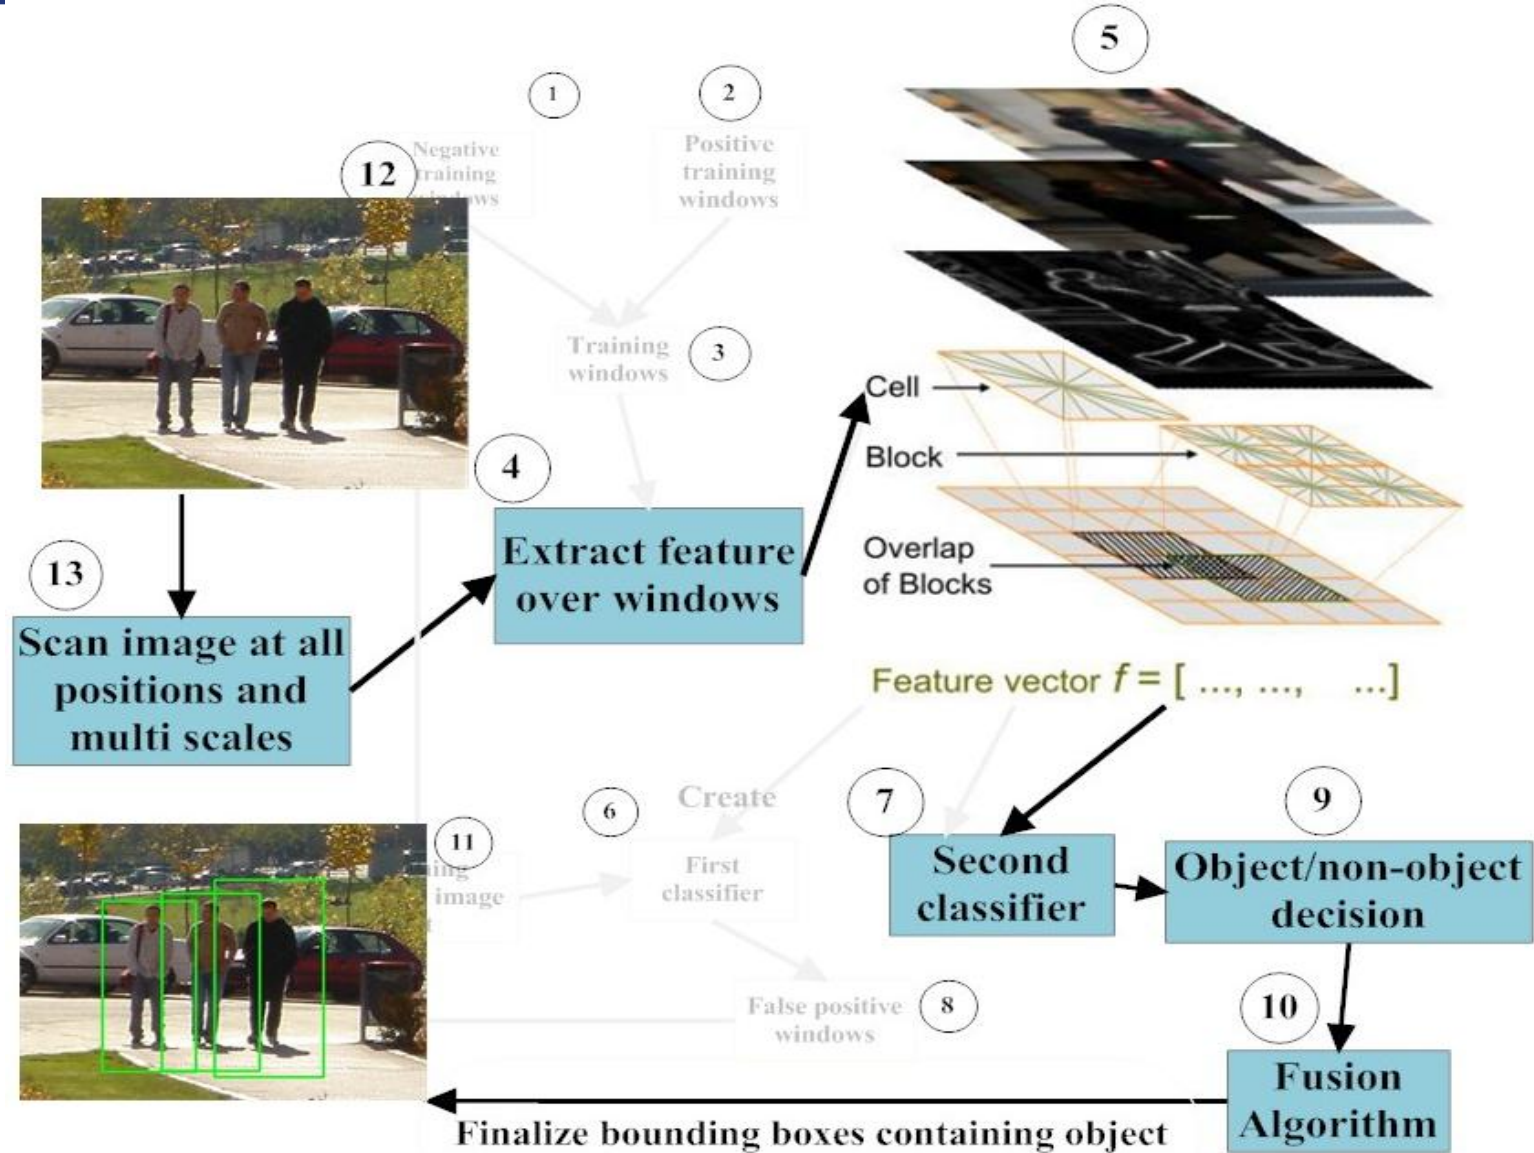 5
1
2
12
Negative
training
Positive
training
windows
Training
windows
3
Cell
Block
4
Extract feature
over windows
Overlap
of Blocks
13
Scan image at all
positions and
multi scales
Feature vector f = [ ..., ..., ...]
Create
6
7
9
11
image
First
classifier
Second
classifier
Object/non-object
decision
False positive
windows
8
10
Fusion
Algorithm
Finalize bounding boxes containing object